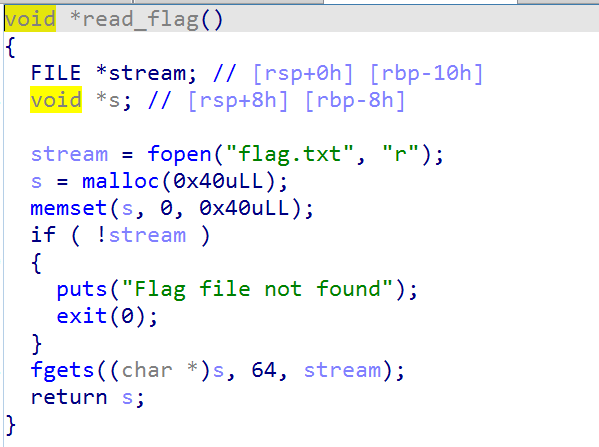 void *read_flag()
{
FILE *stream; // [rsp+0h] [rbp-10h]
void *s; // [rsp+8h] [rbp-8h]
stream = fopen("flag.txt", "r");
s = malloc(0x40uLL);
memset(s, 0, 0x40uLL);
if ( !stream )
{
puts("Flag file not found");
exit(0);
}
fgets((char *)s, 64, stream);
return s;
}